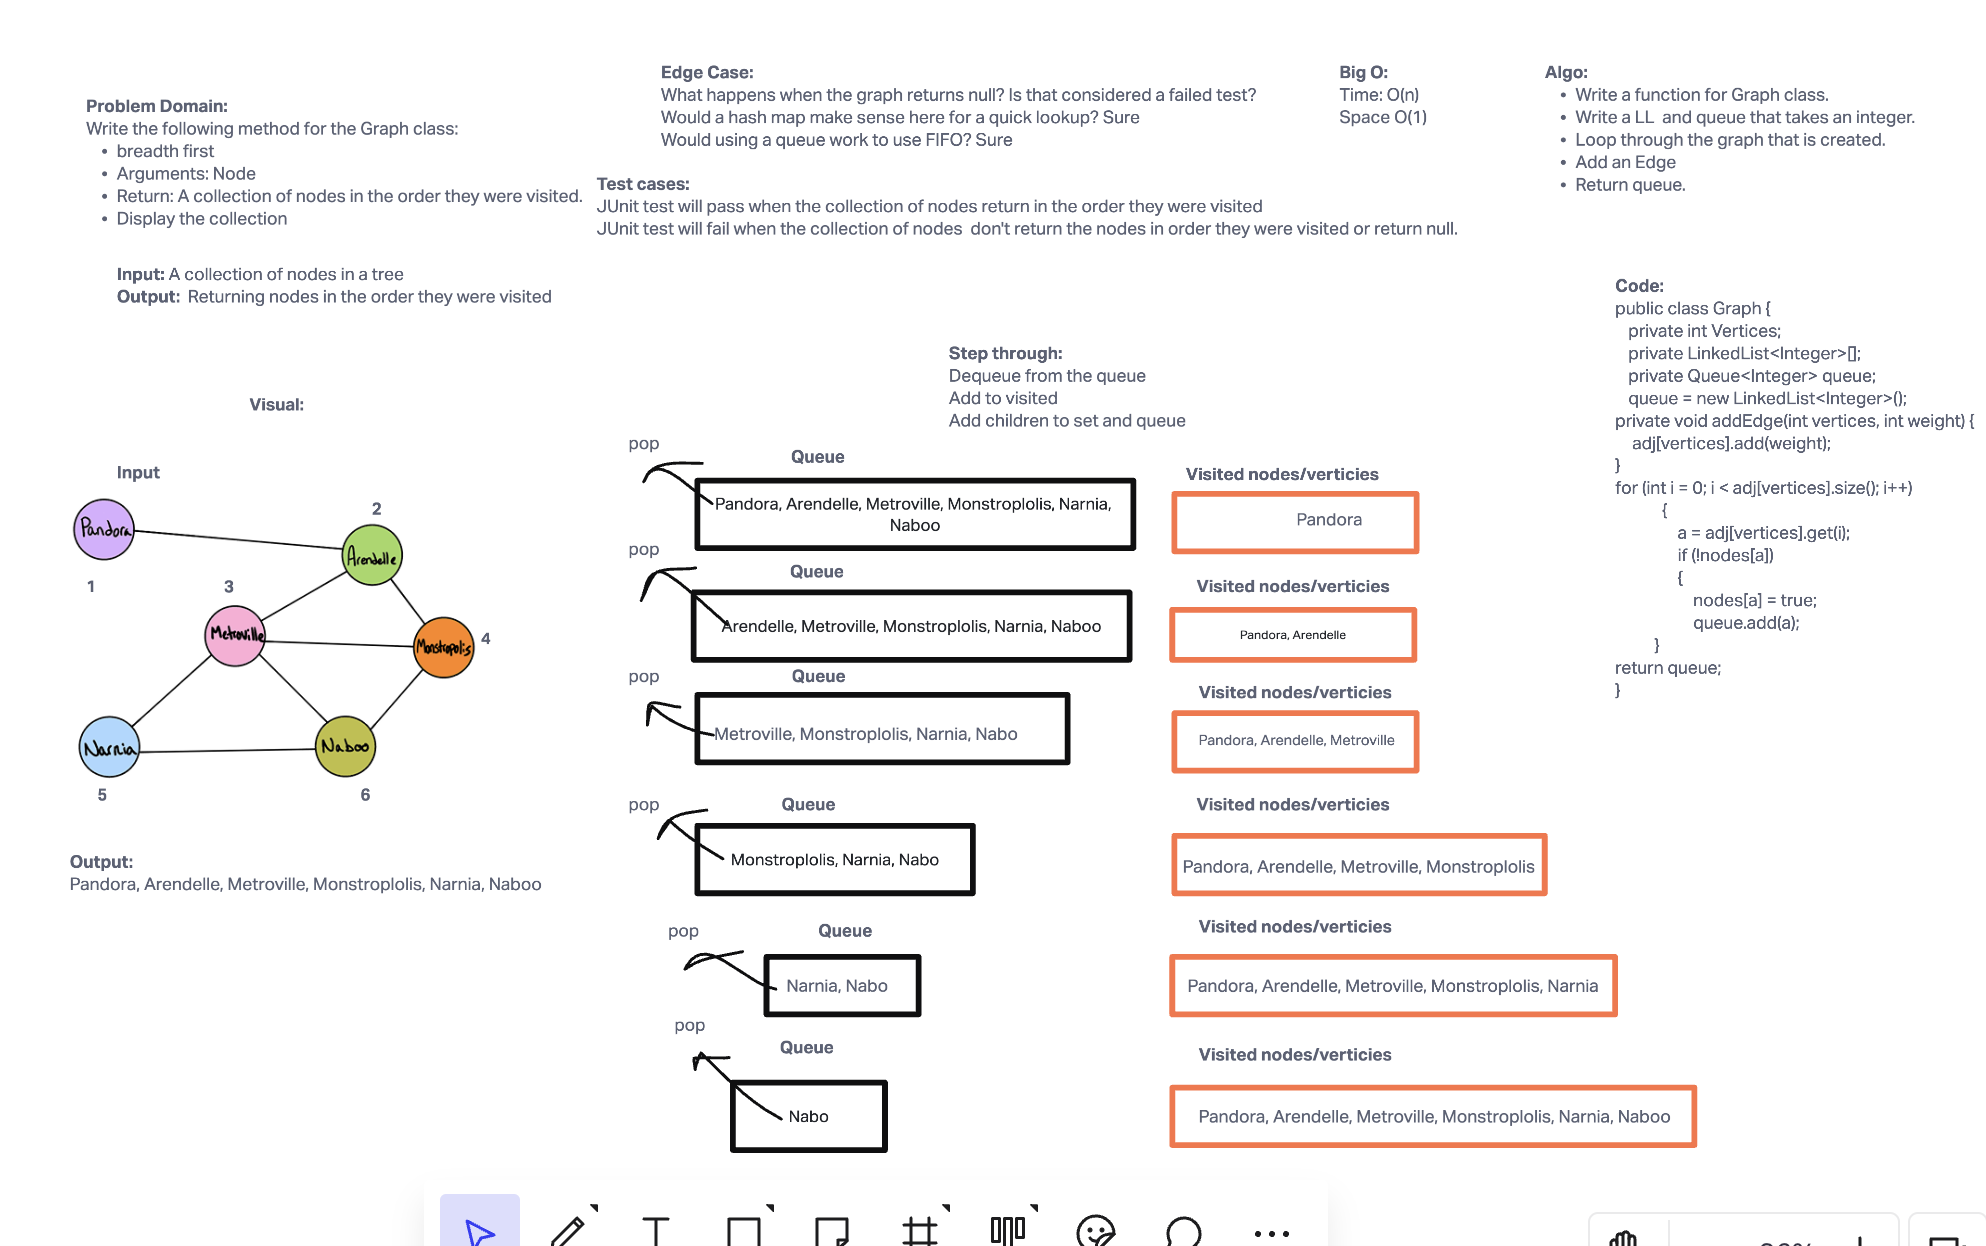 Problem Domain:
Write the following method for the Graph class:
• breadth first
• Arguments: Node
• Return: A collection of nodes in the order they were visited.
• Display the collection
Input: A collection of nodes in a tree
Output: Returning nodes in the order they were visited
Edge Case:
What happens when the graph returns null? Is that considered a failed test?
Would a hash map make sense here for a quick lookup? Sure
Would using a queue work to use FIFO? Sure
Test cases:
JUnit test will pass when the collection of nodes return in the order they were visited
JUnit test will fail when the collection of nodes don't return the nodes in order they were visited or return null.
Big O:
Time: O(n)
Space O(1)
Algo:
• Write a function for Graph class.
• Write a LL and queue that takes an integer.
• Loop through the graph that is created.
• Add an Edge
• Return queue.
Code:
public class Graph {
private int Vertices;
private LinkedList<Integer>[];
private Queue<Integer> queue;
queue = new LinkedList<Integer>();
private void addEdge(int vertices, int weight) {
adj[vertices].add(weight);
}
for (int i = 0; i < adj[vertices].size(); i++)
{
a = adj[vertices].get(i);
if (!nodes[a])
{
nodes[a] = true;
queue.add(a);
}
return queue;
}
Visual:
Input
Pandora
1
2
Arendelle
3
Metroville
Monstropolis
4
Narnia
5
Naboo
6
Output:
Pandora, Arendelle, Metroville, Monstroplolis, Narnia, Naboo
Step through:
Dequeue from the queue
Add to visited
Add children to set and queue
pop
Queue
Pandora, Arendelle, Metroville, Monstroplolis, Narnia,
Naboo
Visited nodes/verticies
Pandora
pop
Queue
Arendelle, Metroville, Monstroplolis, Narnia, Naboo
Visited nodes/verticies
Pandora, Arendelle
pop
Queue
Metroville, Monstroplolis, Narnia, Nabo
Visited nodes/verticies
Pandora, Arendelle, Metroville
pop
Queue
Monstroplolis, Narnia, Nabo
Visited nodes/verticies
Pandora, Arendelle, Metroville, Monstroplolis
pop
Queue
Narnia, Nabo
Visited nodes/verticies
Pandora, Arendelle, Metroville, Monstroplolis, Narnia
pop
Queue
Nabo
Visited nodes/verticies
Pandora, Arendelle, Metroville, Monstroplolis, Narnia, Naboo